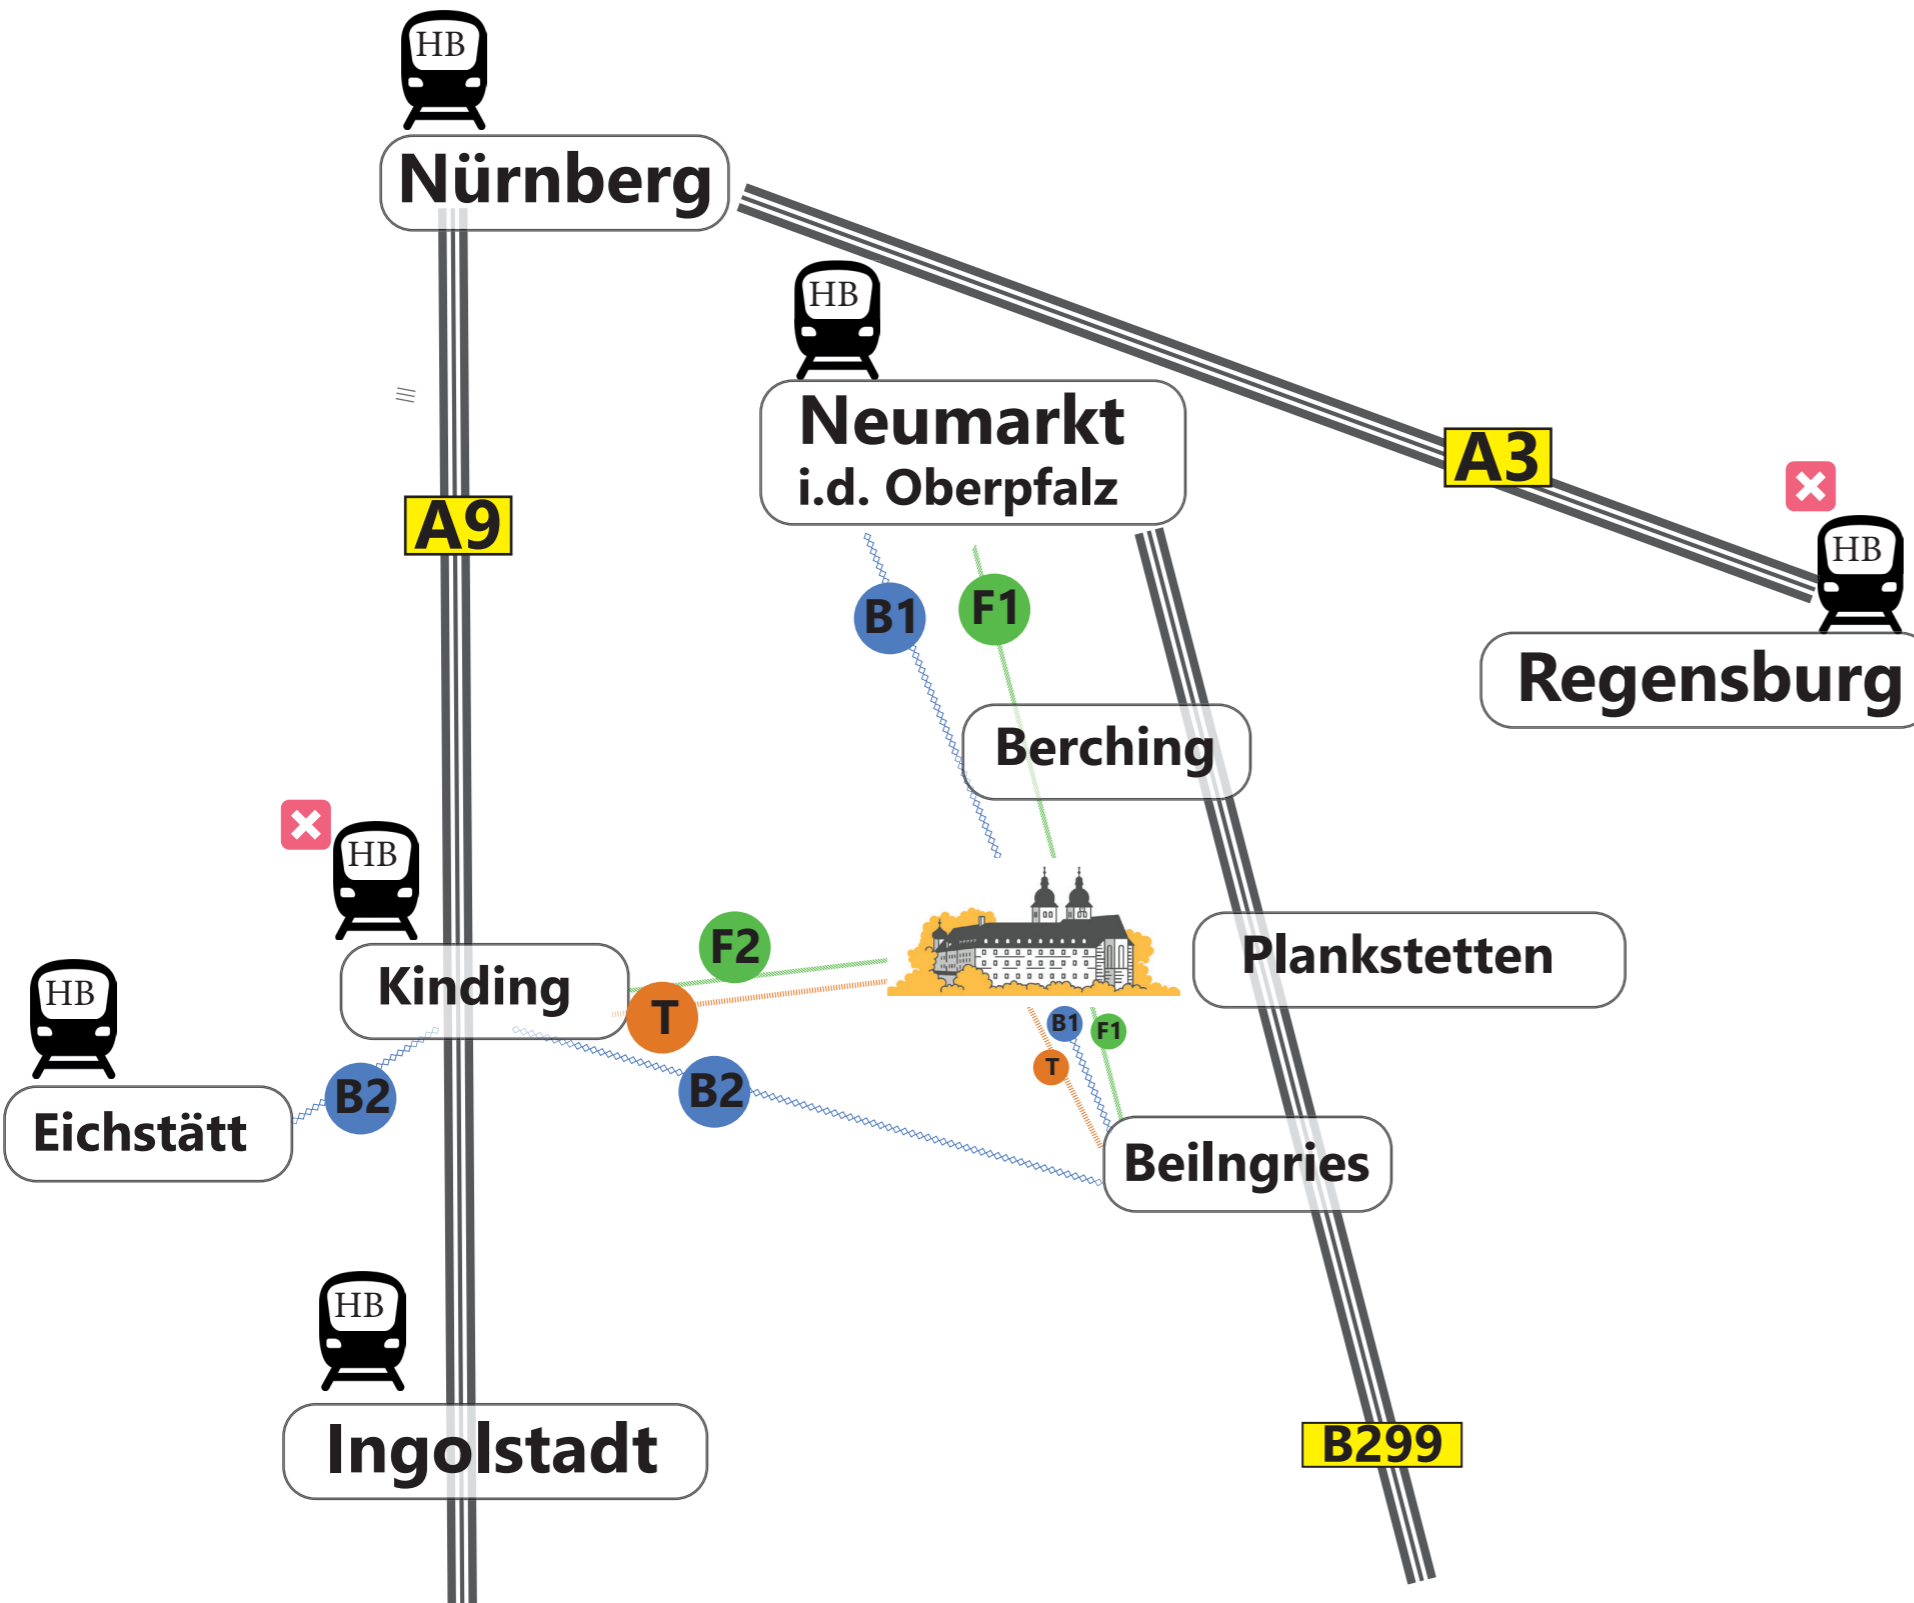 HB
Nürnberg
HB
Neumarkt
i.d. Oberpfalz
A3
A9
HB
Regensburg
B1
F1
Berching
HB
Kinding
F2
T
Plankstetten
HB
Eichstätt
B2
B2
B1
F1
T
Beilngries
HB
Ingolstadt
B299